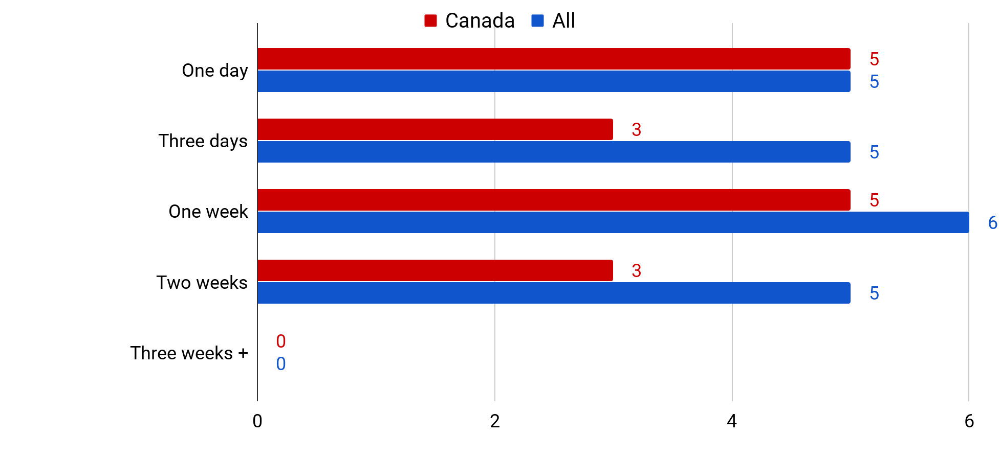 Canada All
One day 5
5
Three days 3
5
One week 5
6
Two weeks 3
5
Three weeks + 0
0
0 2 4 6